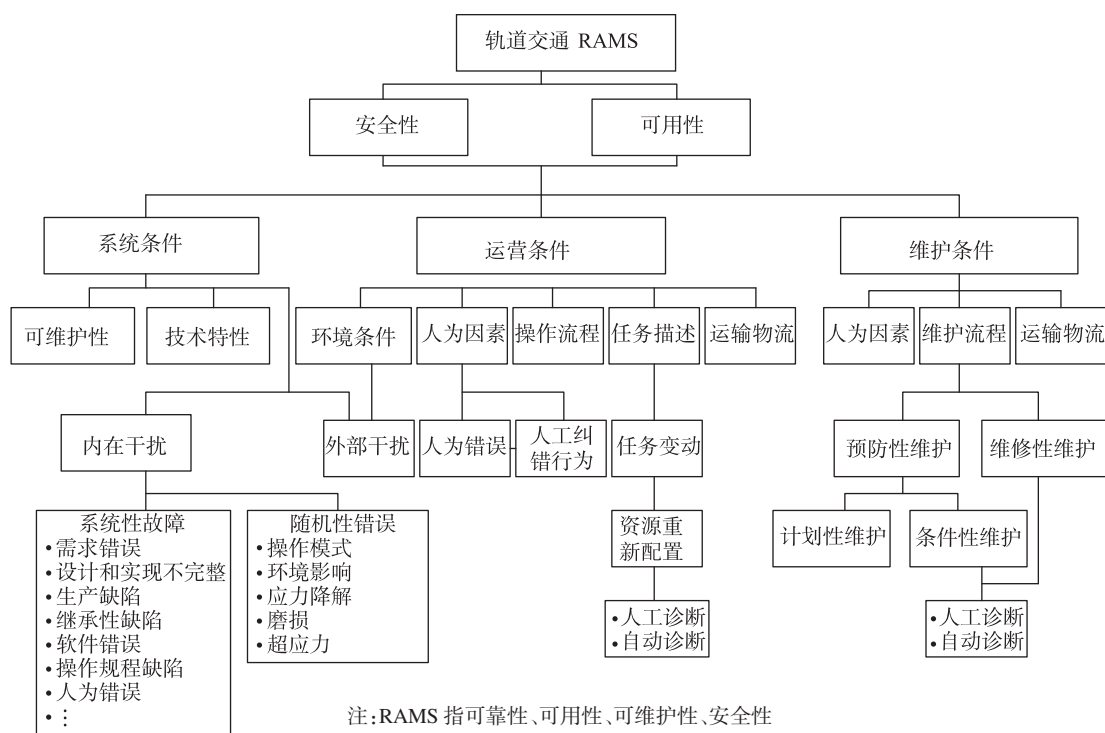 轨道交通 RAMS
安全性
可用性
系统条件
运营条件
维护条件
可维护性
技术特性
环境条件
人为因素
操作流程
任务描述
运输物流
人为因素
维护流程
运输物流
内在干扰
外部干扰
人为错误
人工纠
错行为
任务变动
预防性维护
维修性维护
系统性故障
•需求错误
•设计和实现不完整
•生产缺陷
•继承性缺陷
•软件错误
•操作规程缺陷
•人为错误
•⋮
随机性错误
•操作模式
•环境影响
•应力降解
•磨损
•超应力
资源重
新配置
计划性维护
条件性维护
•人工诊断
•自动诊断
•人工诊断
•自动诊断
注:RAMS 指可靠性、可用性、可维护性、安全性